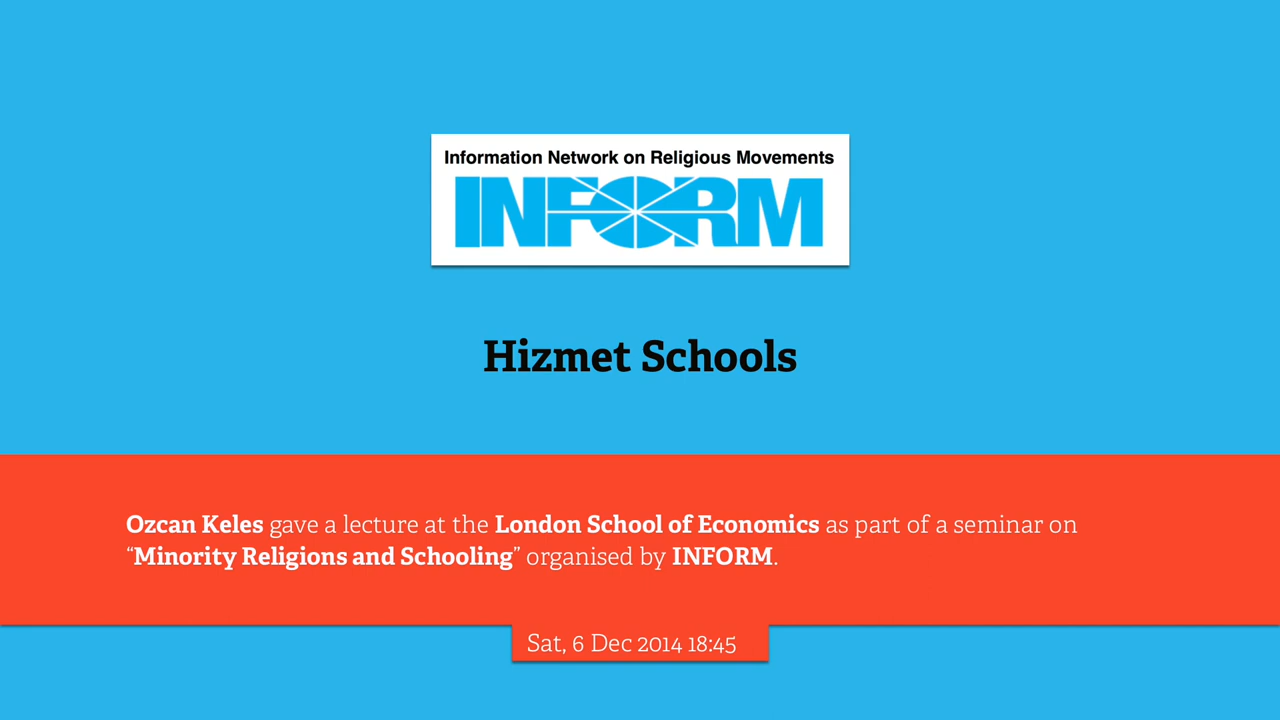 Information Network on Religious Movements
INFORM
Hizmet Schools
Ozcan Keles gave a lecture at the London School of Economics as part of a seminar on
“Minority Religions and Schooling” organised by INFORM.
Sat, 6 Dec 2014 18:45